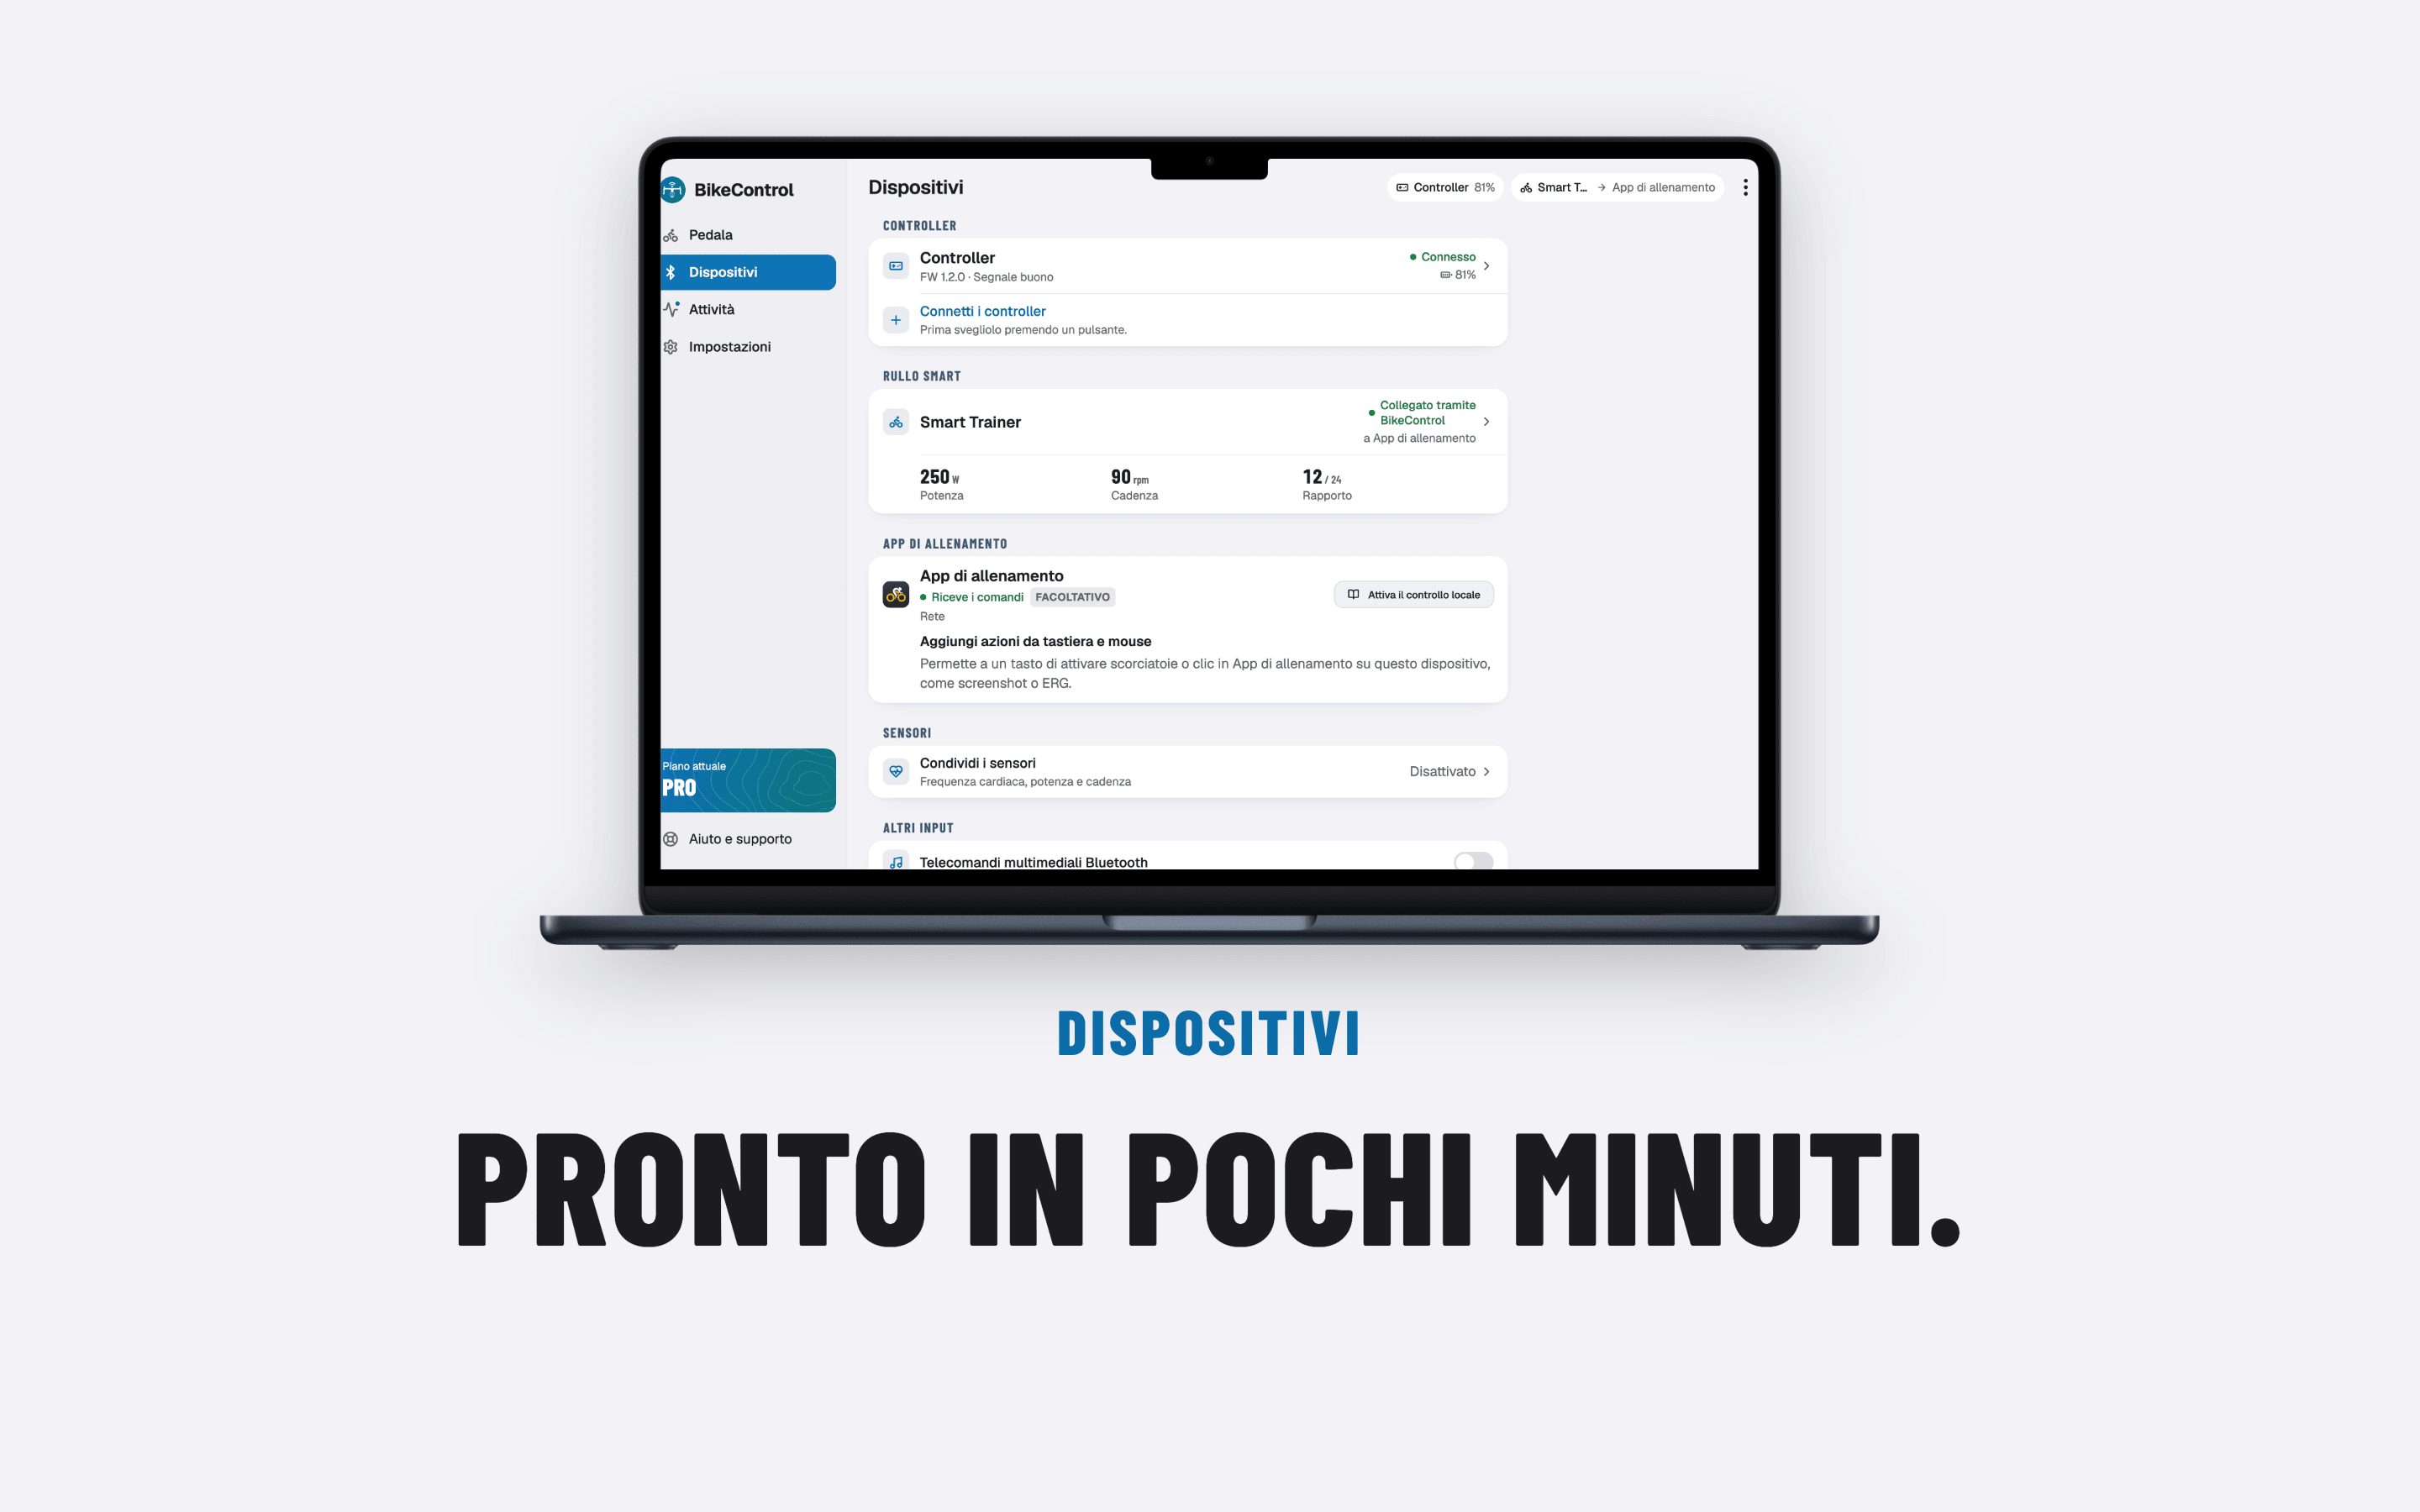 BikeControl
Pedala
Dispositivi
Attività
Impostazioni
Piano attuale
PRO
Aiuto e supporto
Dispositivi
Controller 81%
Smart T... → App di allenamento
CONTROLLER
Controller
FW 1.2.0 · Segnale buono
Connesso
81%
Connetti i controller
Prima sveglialo premendo un pulsante.
RULLO SMART
Smart Trainer
Collegato tramite
BikeControl
a App di allenamento
250 W
Potenza
90 rpm
Cadenza
12 / 24
Rapporto
APP DI ALLENAMENTO
App di allenamento
Riceve i comandi FACOLTATIVO
Rete
Attiva il controllo locale
Aggiungi azioni da tastiera e mouse
Permette a un tasto di attivare scorciatoie o clic in App di allenamento su questo dispositivo,
come screenshot o ERG.
SENSORI
Condividi i sensori
Frequenza cardiaca, potenza e cadenza
Disattivato
ALTRI INPUT
Telecomandi multimediali Bluetooth
DISPOSITIVI
PRONTO IN POCHI MINUTI.